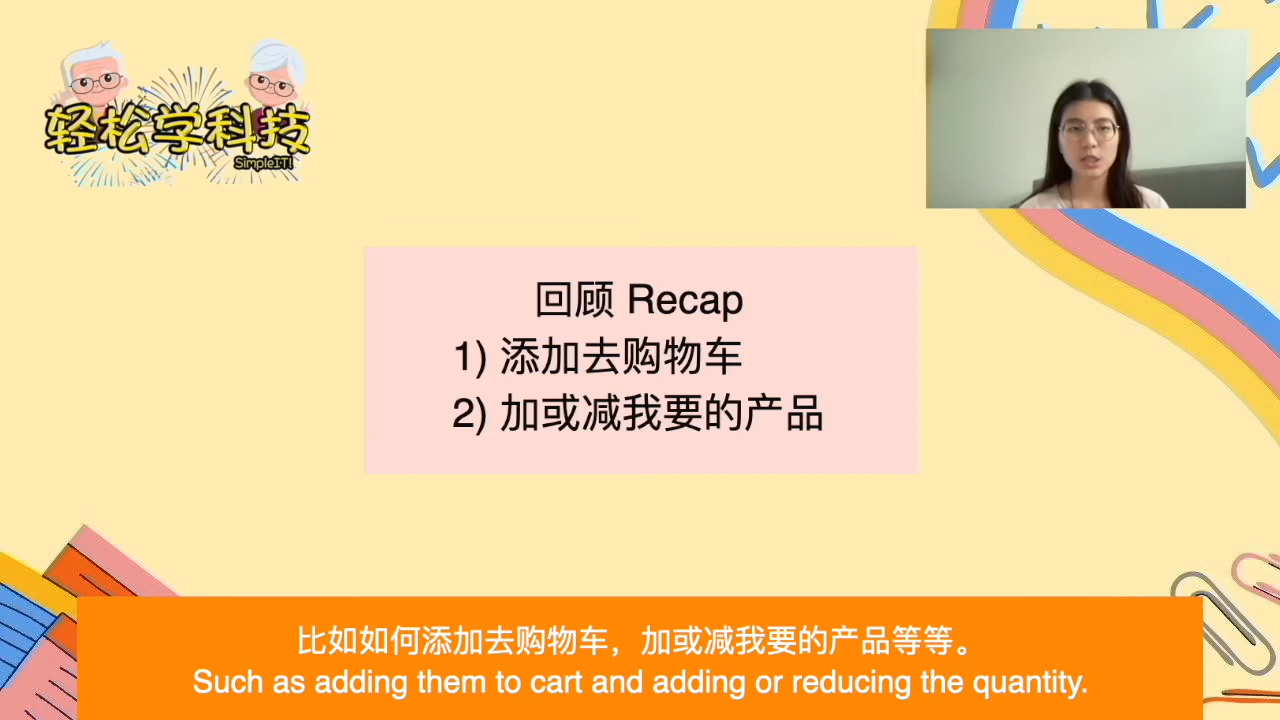 轻松学科技
SimpleIT!
回顾 Recap
1) 添加去购物车
2) 加或减我要的产品
比如如何添加去购物车，加或减我要的产品等等。
Such as adding them to cart and adding or reducing the quantity.